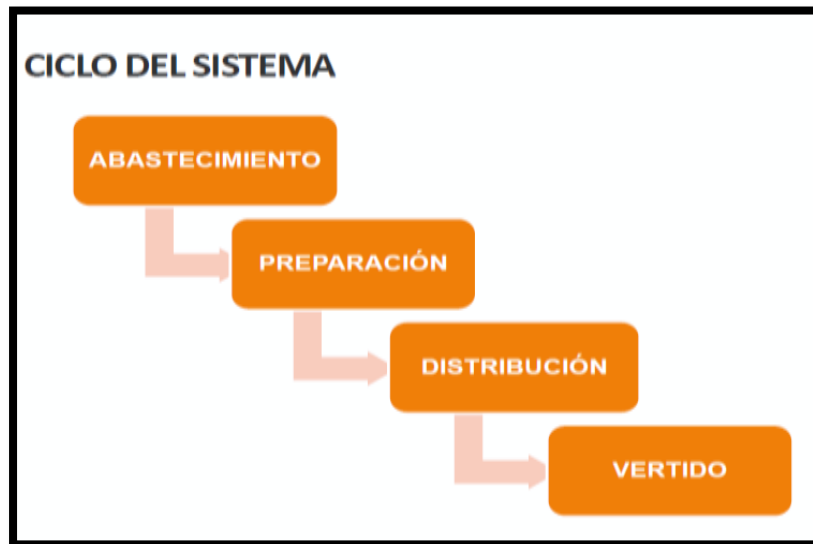 CICLO DEL SISTEMA
ABASTECIMIENTO
PREPARACIÓN
DISTRIBUCIÓN
VERTIDO